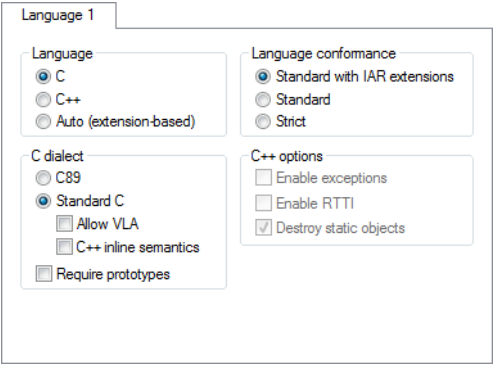 Language 1
Language
C
C++
Auto (extension-based)
Language conformance
Standard with IAR extensions
Standard
Strict
C dialect
C89
Standard C
Allow VLA
C++ inline semantics
Require prototypes
C++ options
Enable exceptions
Enable RTTI
Destroy static objects